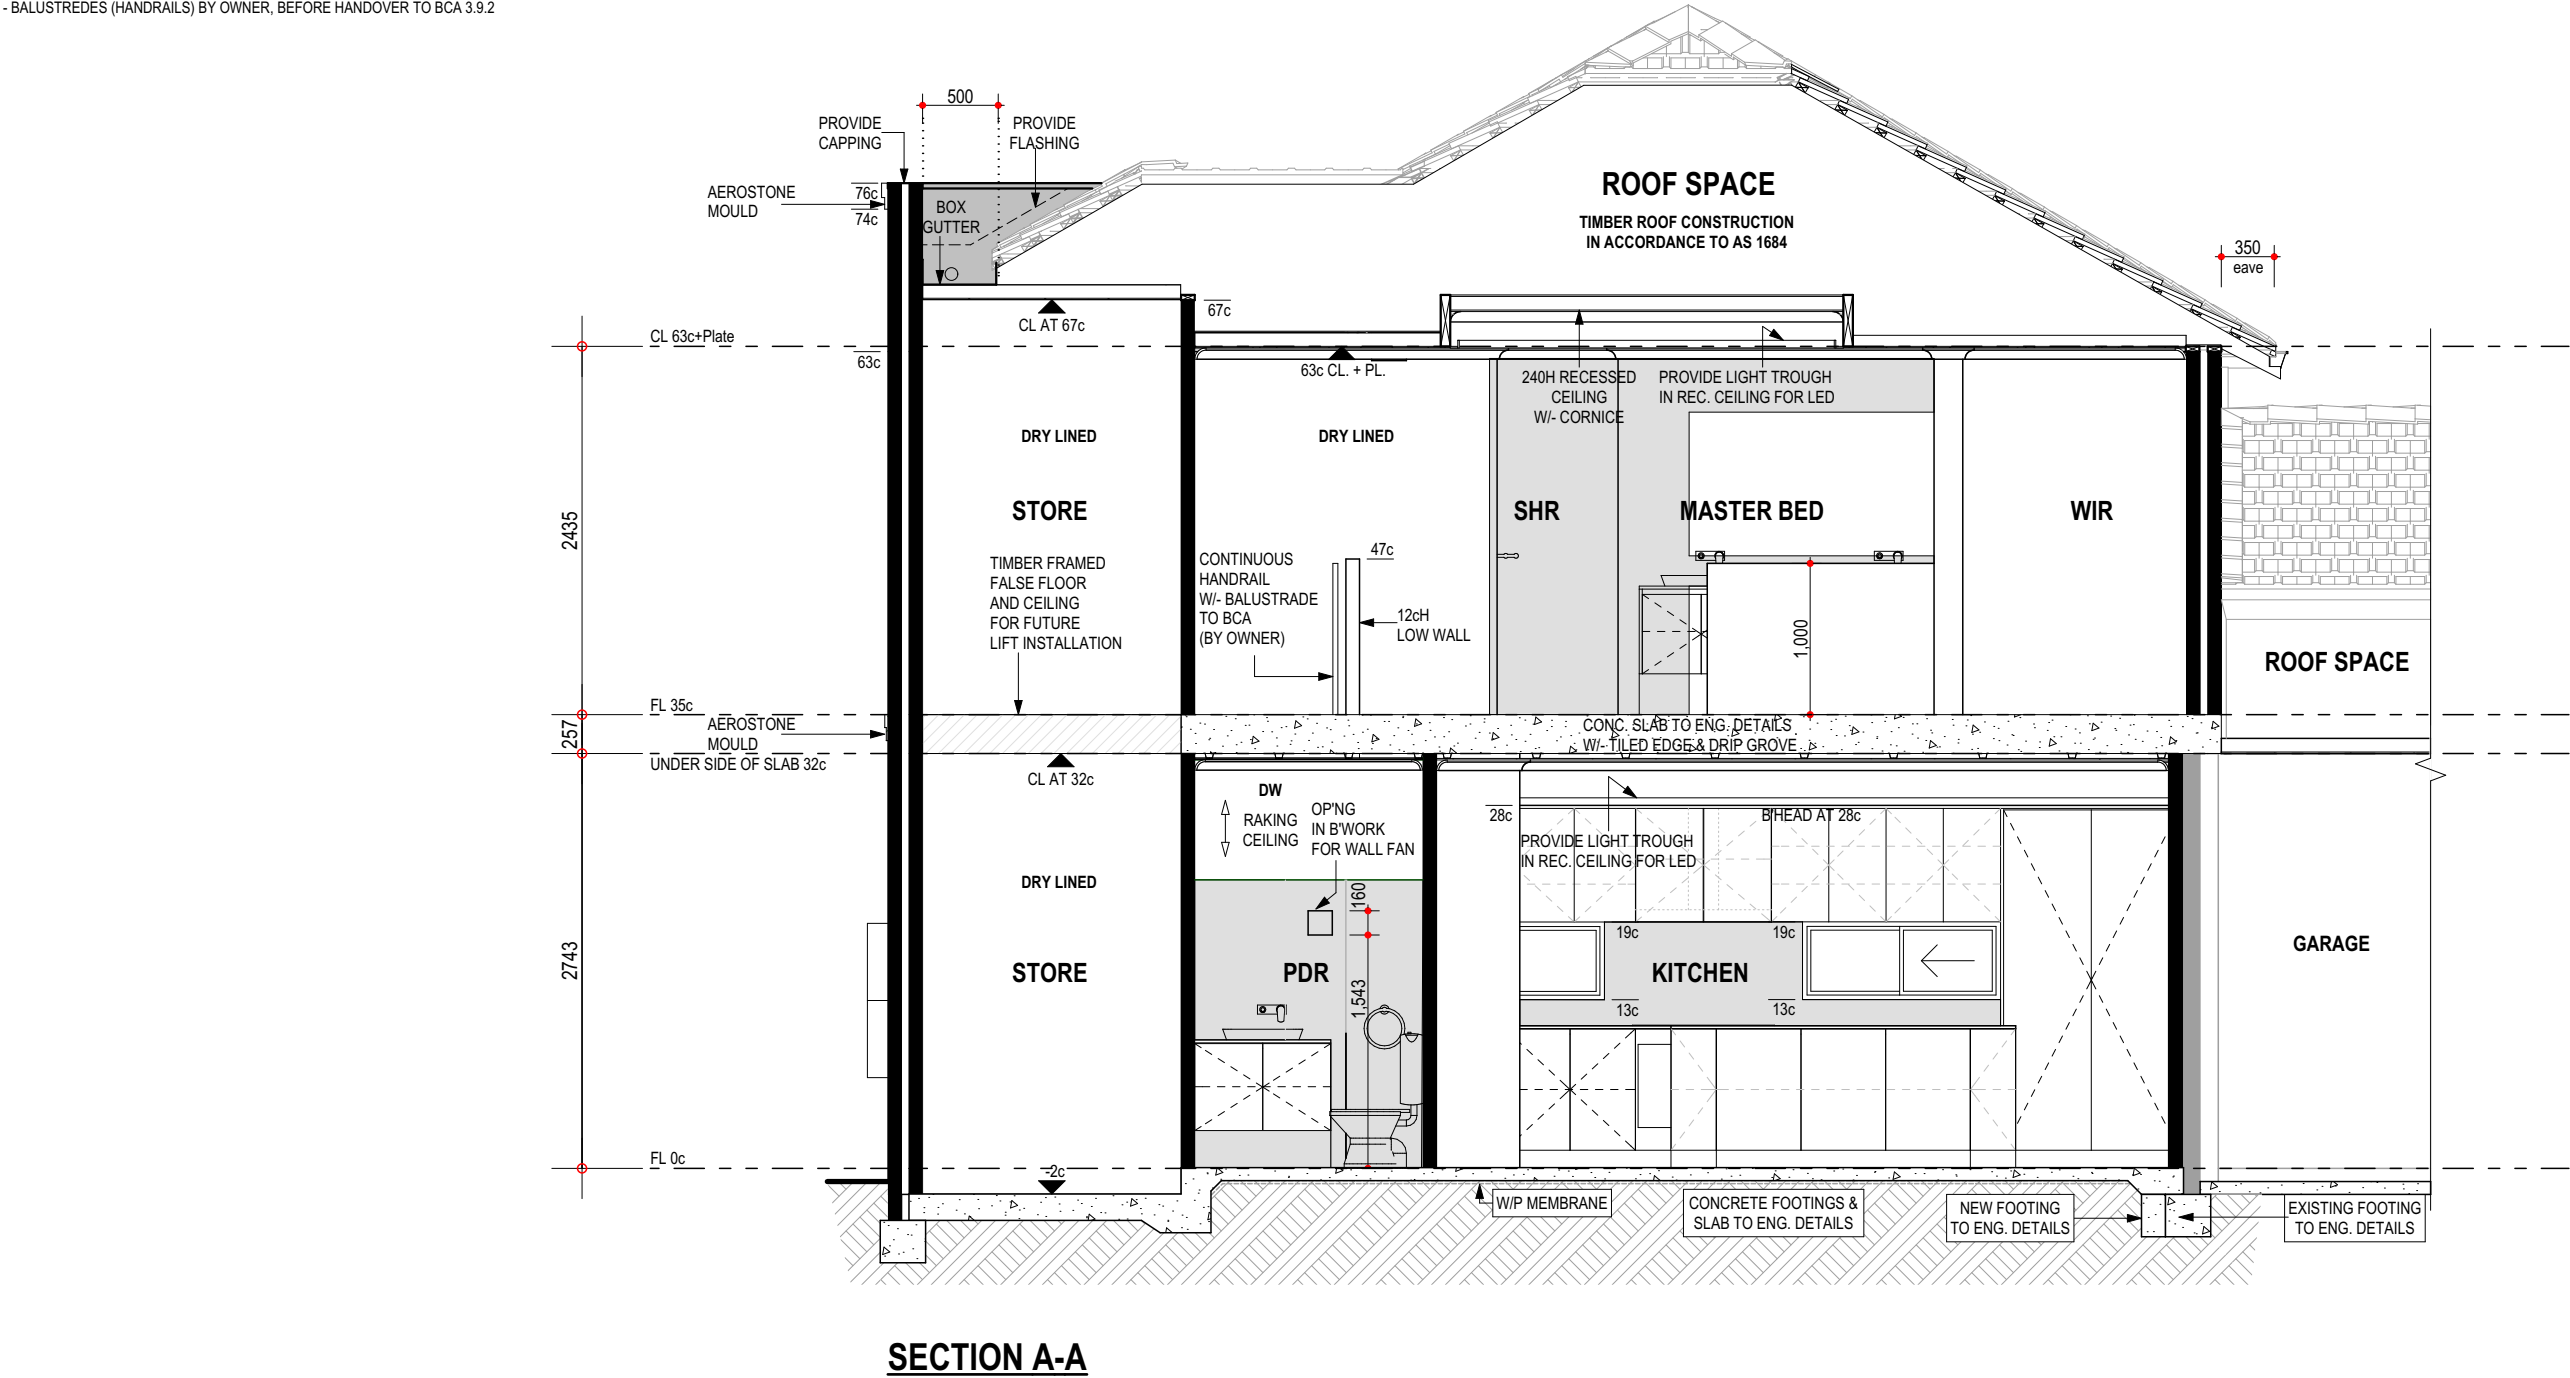 - BALUSTREDES (HANDRAILS) BY OWNER, BEFORE HANDOVER TO BCA 3.9.2
500
PROVIDE
CAPPING
PROVIDE
FLASHING
AEROSTONE
MOULD
76c
74c
BOX
GUTTER
ROOF SPACE
TIMBER ROOF CONSTRUCTION
IN ACCORDANCE TO AS 1684
350
eave
67c
CL AT 67c
CL 63c+Plate
63c
63c CL. + PL.
240H RECESSED
CEILING
W/- CORNICE
PROVIDE LIGHT TROUGH
IN REC. CEILING FOR LED
DRY LINED
DRY LINED
2435
STORE
SHR
MASTER BED
WIR
TIMBER FRAMED
FALSE FLOOR
AND CEILING
FOR FUTURE
LIFT INSTALLATION
CONTINUOUS
HANDRAIL
W/- BALUSTRADE
TO BCA
(BY OWNER)
47c
12cH
LOW WALL
1,000
ROOF SPACE
FL 35c
257
AEROSTONE
MOULD
UNDER SIDE OF SLAB 32c
CONC. SLAB TO ENG. DETAILS
W/- TILED EDGE & DRIP GROVE
CL AT 32c
DW
RAKING
CEILING
OP'NG
IN B'WORK
FOR WALL FAN
28c
B'HEAD AT 28c
PROVIDE LIGHT TROUGH
IN REC. CEILING FOR LED
DRY LINED
160
19c
19c
2743
STORE
PDR
1,543
KITCHEN
GARAGE
13c
13c
FL 0c
-2c
W/P MEMBRANE
CONCRETE FOOTINGS &
SLAB TO ENG. DETAILS
NEW FOOTING
TO ENG. DETAILS
EXISTING FOOTING
TO ENG. DETAILS
SECTION A-A